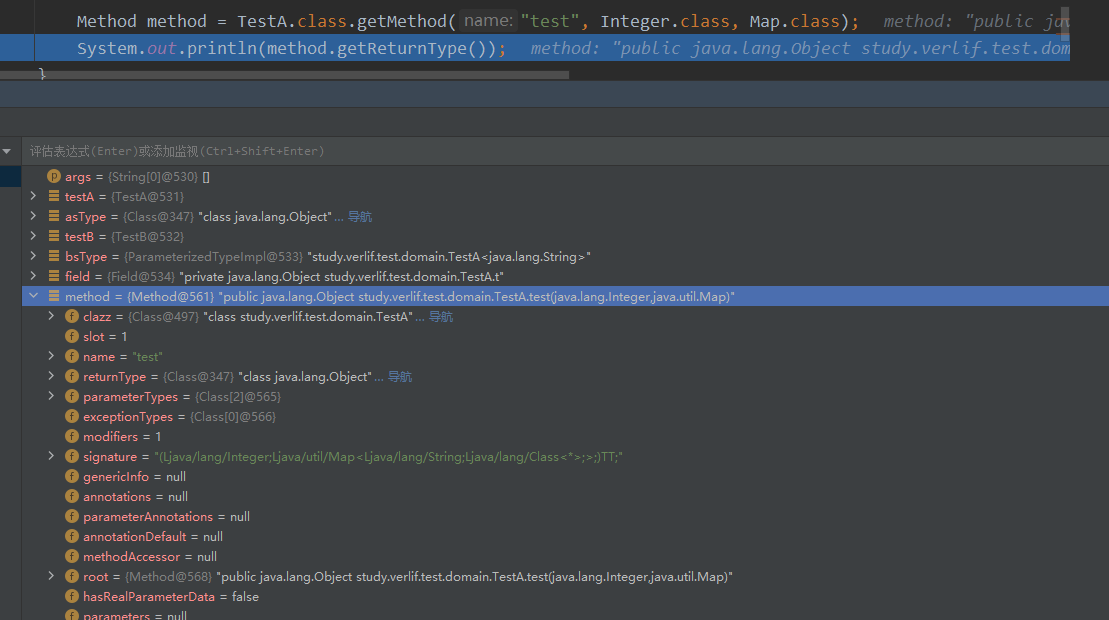 Method method = TestA.class.getMethod( name: "test", Integer.class, Map.class);  method: "public jav
System.out.println(method.getReturnType());  method: "public java.lang.Object study.verlif.test.dom
}
评估表达式(Enter)或添加监视(Ctrl+Shift+Enter)
p args = {String[0]@530} []
testA = {TestA@531}
asType = {Class@347} "class java.lang.Object"... 导航
testB = {TestB@532}
bsType = {ParameterizedTypeImpl@533} "study.verlif.test.domain.TestA<java.lang.String>"
field = {Field@534} "private java.lang.Object study.verlif.test.domain.TestA.t"
method = {Method@561} "public java.lang.Object study.verlif.test.domain.TestA.test(java.lang.Integer,java.util.Map)"
f clazz = {Class@497} "class study.verlif.test.domain.TestA"... 导航
f slot = 1
f name = "test"
f returnType = {Class@347} "class java.lang.Object"... 导航
f parameterTypes = {Class[2]@565}
f exceptionTypes = {Class[0]@566}
f modifiers = 1
f signature = "(Ljava/lang/Integer;Ljava/util/Map<Ljava/lang/String;Ljava/lang/Class<*>;>;)TT;"
f genericInfo = null
f annotations = null
f parameterAnnotations = null
f annotationDefault = null
f methodAccessor = null
f root = {Method@568} "public java.lang.Object study.verlif.test.domain.TestA.test(java.lang.Integer,java.util.Map)"
f hasRealParameterData = false
f parameters = null